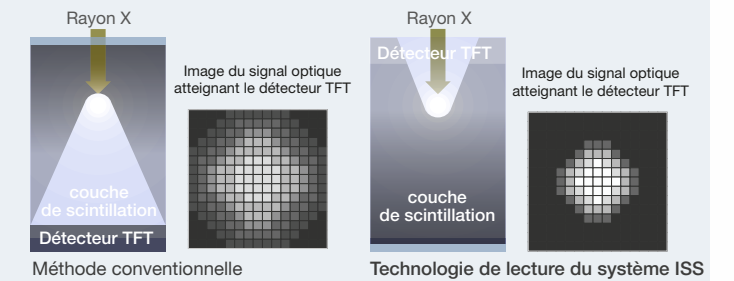 Rayon X
Image du signal optique
atteignant le détecteur TFT
couche
de scintillation
Détecteur TFT
Méthode conventionnelle
Rayon X
Détecteur TFT
Image du signal optique
atteignant le détecteur TFT
couche
de scintillation
Technologie de lecture du système ISS